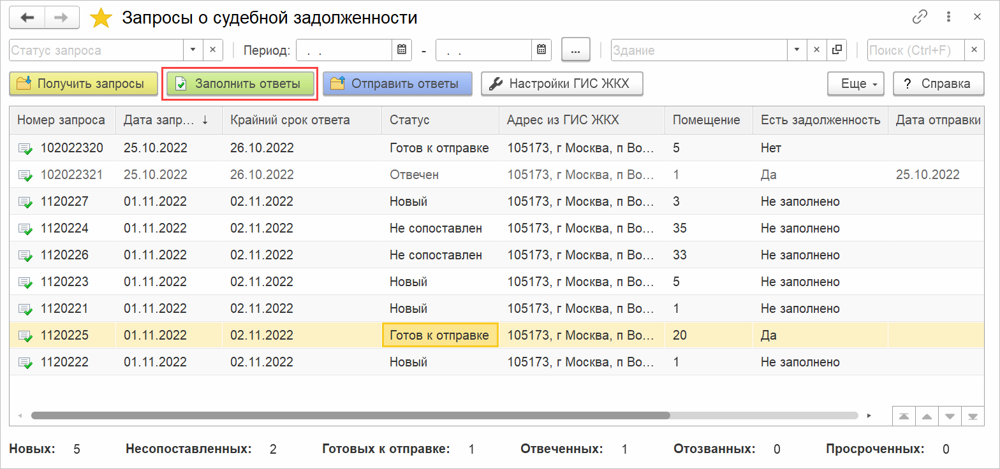 Запросы о судебной задолженности
Статус запроса Период: . . - . . ... Здание Поиск (Ctrl+F)
Получить запросы Заполнить ответы Отправить ответы Настройки ГИС ЖКХ Еще ? Справка
Номер запроса Дата запр... ↓ Крайний срок ответа Статус Адрес из ГИС ЖКХ Помещение Есть задолженность Дата отправки
102022320 25.10.2022 26.10.2022 Готов к отправке 105173, г Москва, п Во... 5 Нет
102022321 25.10.2022 26.10.2022 Отвечен 105173, г Москва, п Во... 1 Да 25.10.2022
1120227 01.11.2022 02.11.2022 Новый 105173, г Москва, п Во... 3 Не заполнено
1120224 01.11.2022 02.11.2022 Не сопоставлен 105173, г Москва, п Во... 35 Не заполнено
1120226 01.11.2022 02.11.2022 Не сопоставлен 105173, г Москва, п Во... 33 Не заполнено
1120223 01.11.2022 02.11.2022 Новый 105173, г Москва, п Во... 5 Не заполнено
1120221 01.11.2022 02.11.2022 Новый 105173, г Москва, п Во... 1 Не заполнено
1120225 01.11.2022 02.11.2022 Готов к отправке 105173, г Москва, п Во... 20 Да
1120222 01.11.2022 02.11.2022 Новый 105173, г Москва, п Во... 1 Не заполнено
Новых: 5 Несопоставленных: 2 Готовых к отправке: 1 Отвеченных: 1 Отозванных: 0 Просроченных: 0